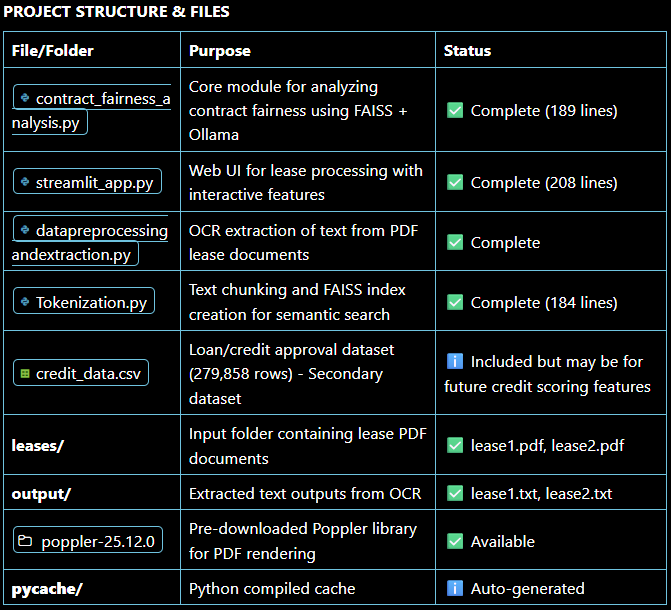 PROJECT STRUCTURE & FILES
File/Folder
Purpose
Status
contract_fairness_a
nalysis.py
Core module for analyzing
contract fairness using FAISS +
Ollama
✅ Complete (189 lines)
streamlit_app.py
Web UI for lease processing with
interactive features
✅ Complete (208 lines)
datapreprocessing
andextraction.py
OCR extraction of text from PDF
lease documents
✅ Complete
Tokenization.py
Text chunking and FAISS index
creation for semantic search
✅ Complete (184 lines)
credit_data.csv
Loan/credit approval dataset
(279,858 rows) - Secondary
dataset
ℹ️ Included but may be for
future credit scoring features
leases/
Input folder containing lease PDF
documents
✅ lease1.pdf, lease2.pdf
output/
Extracted text outputs from OCR
✅ lease1.txt, lease2.txt
poppler-25.12.0
Pre-downloaded Poppler library
for PDF rendering
✅ Available
pycache/
Python compiled cache
ℹ️ Auto-generated